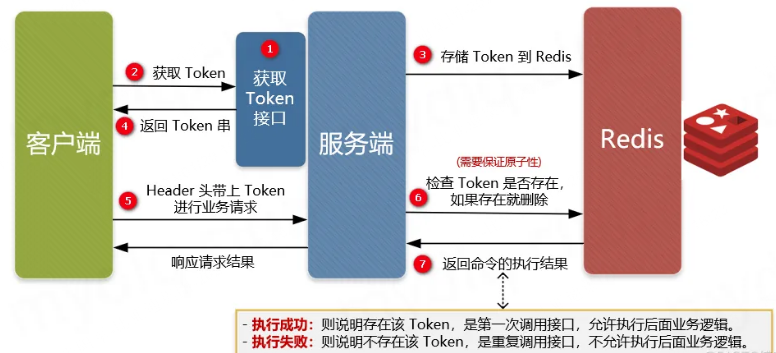 客户端
1
获取
Token
接口
服务端
Redis
2 获取 Token
3 存储 Token 到 Redis
4 返回 Token 串
5 Header 头带上 Token
进行业务请求
响应请求结果
(需要保证原子性)
6 检查 Token 是否存在,
如果存在就删除
7 返回命令的执行结果
- 执行成功：则说明存在该 Token，是第一次调用接口，允许执行后面业务逻辑。
- 执行失败：则说明不存在该 Token，是重复调用接口，不允许执行后面业务逻辑。